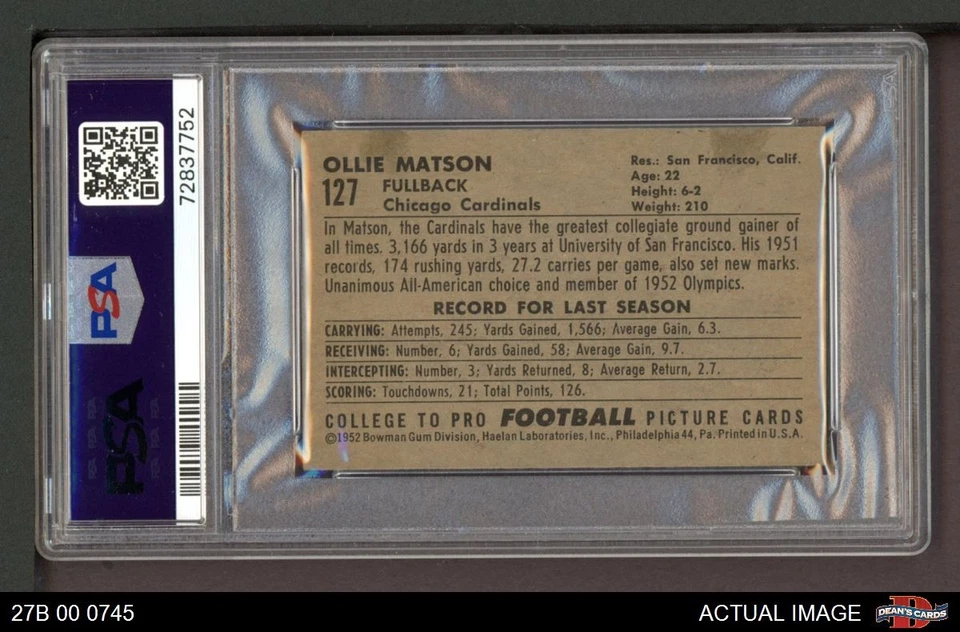 72837752
PSA
PSA
OLLIE MATSON
127 FULLBACK
Chicago Cardinals
Res.: San Francisco, Calif.
Age: 22
Height: 6-2
Weight: 210
In Matson, the Cardinals have the greatest collegiate ground gainer of
all times. 3,166 yards in 3 years at University of San Francisco. His 1951
records, 174 rushing yards, 27.2 carries per game, also set new marks.
Unanimous All-American choice and member of 1952 Olympics.
RECORD FOR LAST SEASON
CARRYING: Attempts, 245; Yards Gained, 1,566; Average Gain, 6.3.
RECEIVING: Number, 6; Yards Gained, 58; Average Gain, 9.7.
INTERCEPTING: Number, 3; Yards Returned, 8; Average Return, 2.7.
SCORING: Touchdowns, 21; Total Points, 126.
COLLEGE TO PRO FOOTBALL PICTURE CARDS
©1952 Bowman Gum Division, Haelan Laboratories, Inc., Philadelphia 44, Pa. Printed in U.S.A.
27B 00 0745
ACTUAL IMAGE
DEAN'S CARDS